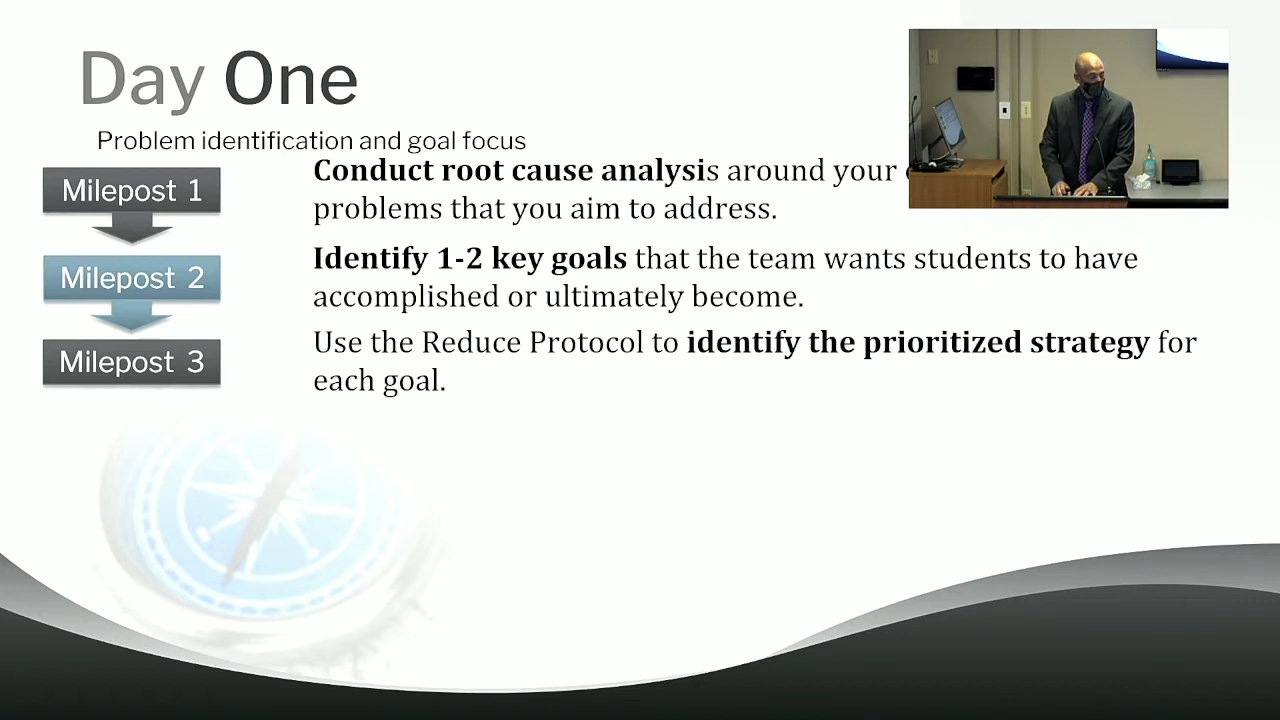 Day One
Problem identification and goal focus
Milepost 1
Conduct root cause analysis around your
problems that you aim to address.
Milepost 2
Identify 1-2 key goals that the team wants students to have
accomplished or ultimately become.
Milepost 3
Use the Reduce Protocol to identify the prioritized strategy for
each goal.